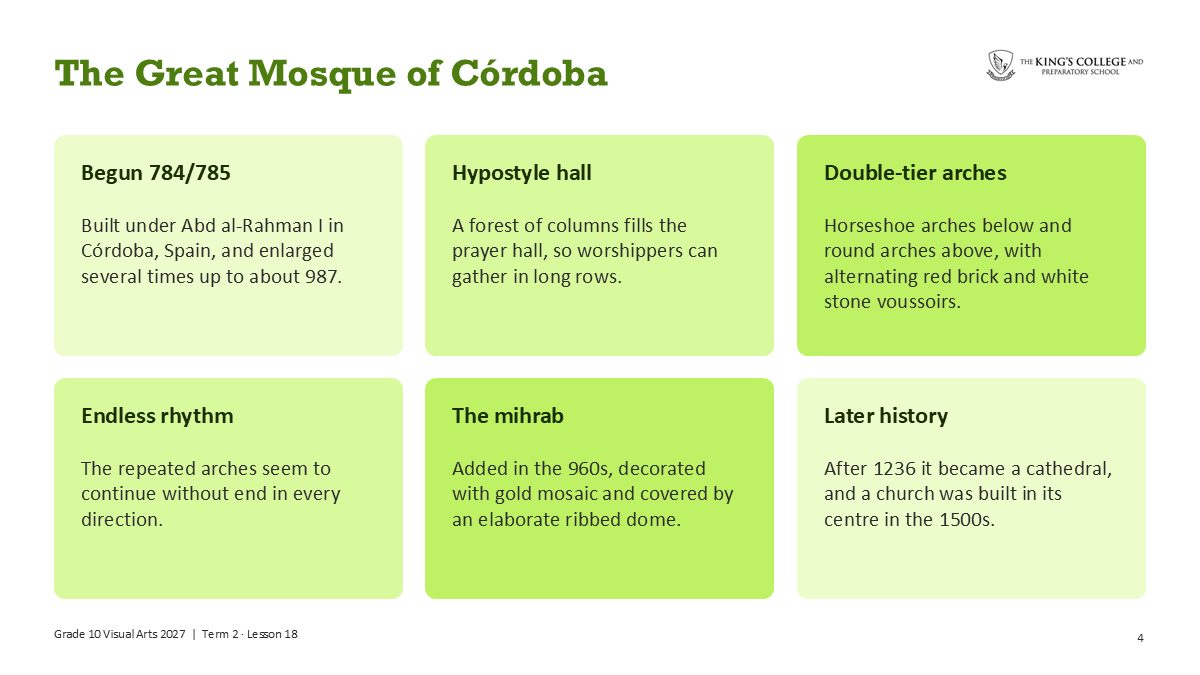 The Great Mosque of Córdoba
THE KING'S COLLEGE AND
PREPARATORY SCHOOL
Begun 784/785
Built under Abd al-Rahman I in
Córdoba, Spain, and enlarged
several times up to about 987.
Hypostyle hall
A forest of columns fills the
prayer hall, so worshippers can
gather in long rows.
Double-tier arches
Horseshoe arches below and
round arches above, with
alternating red brick and white
stone voussoirs.
Endless rhythm
The repeated arches seem to
continue without end in every
direction.
The mihrab
Added in the 960s, decorated
with gold mosaic and covered by
an elaborate ribbed dome.
Later history
After 1236 it became a cathedral,
and a church was built in its
centre in the 1500s.
Grade 10 Visual Arts 2027 | Term 2 · Lesson 18
4